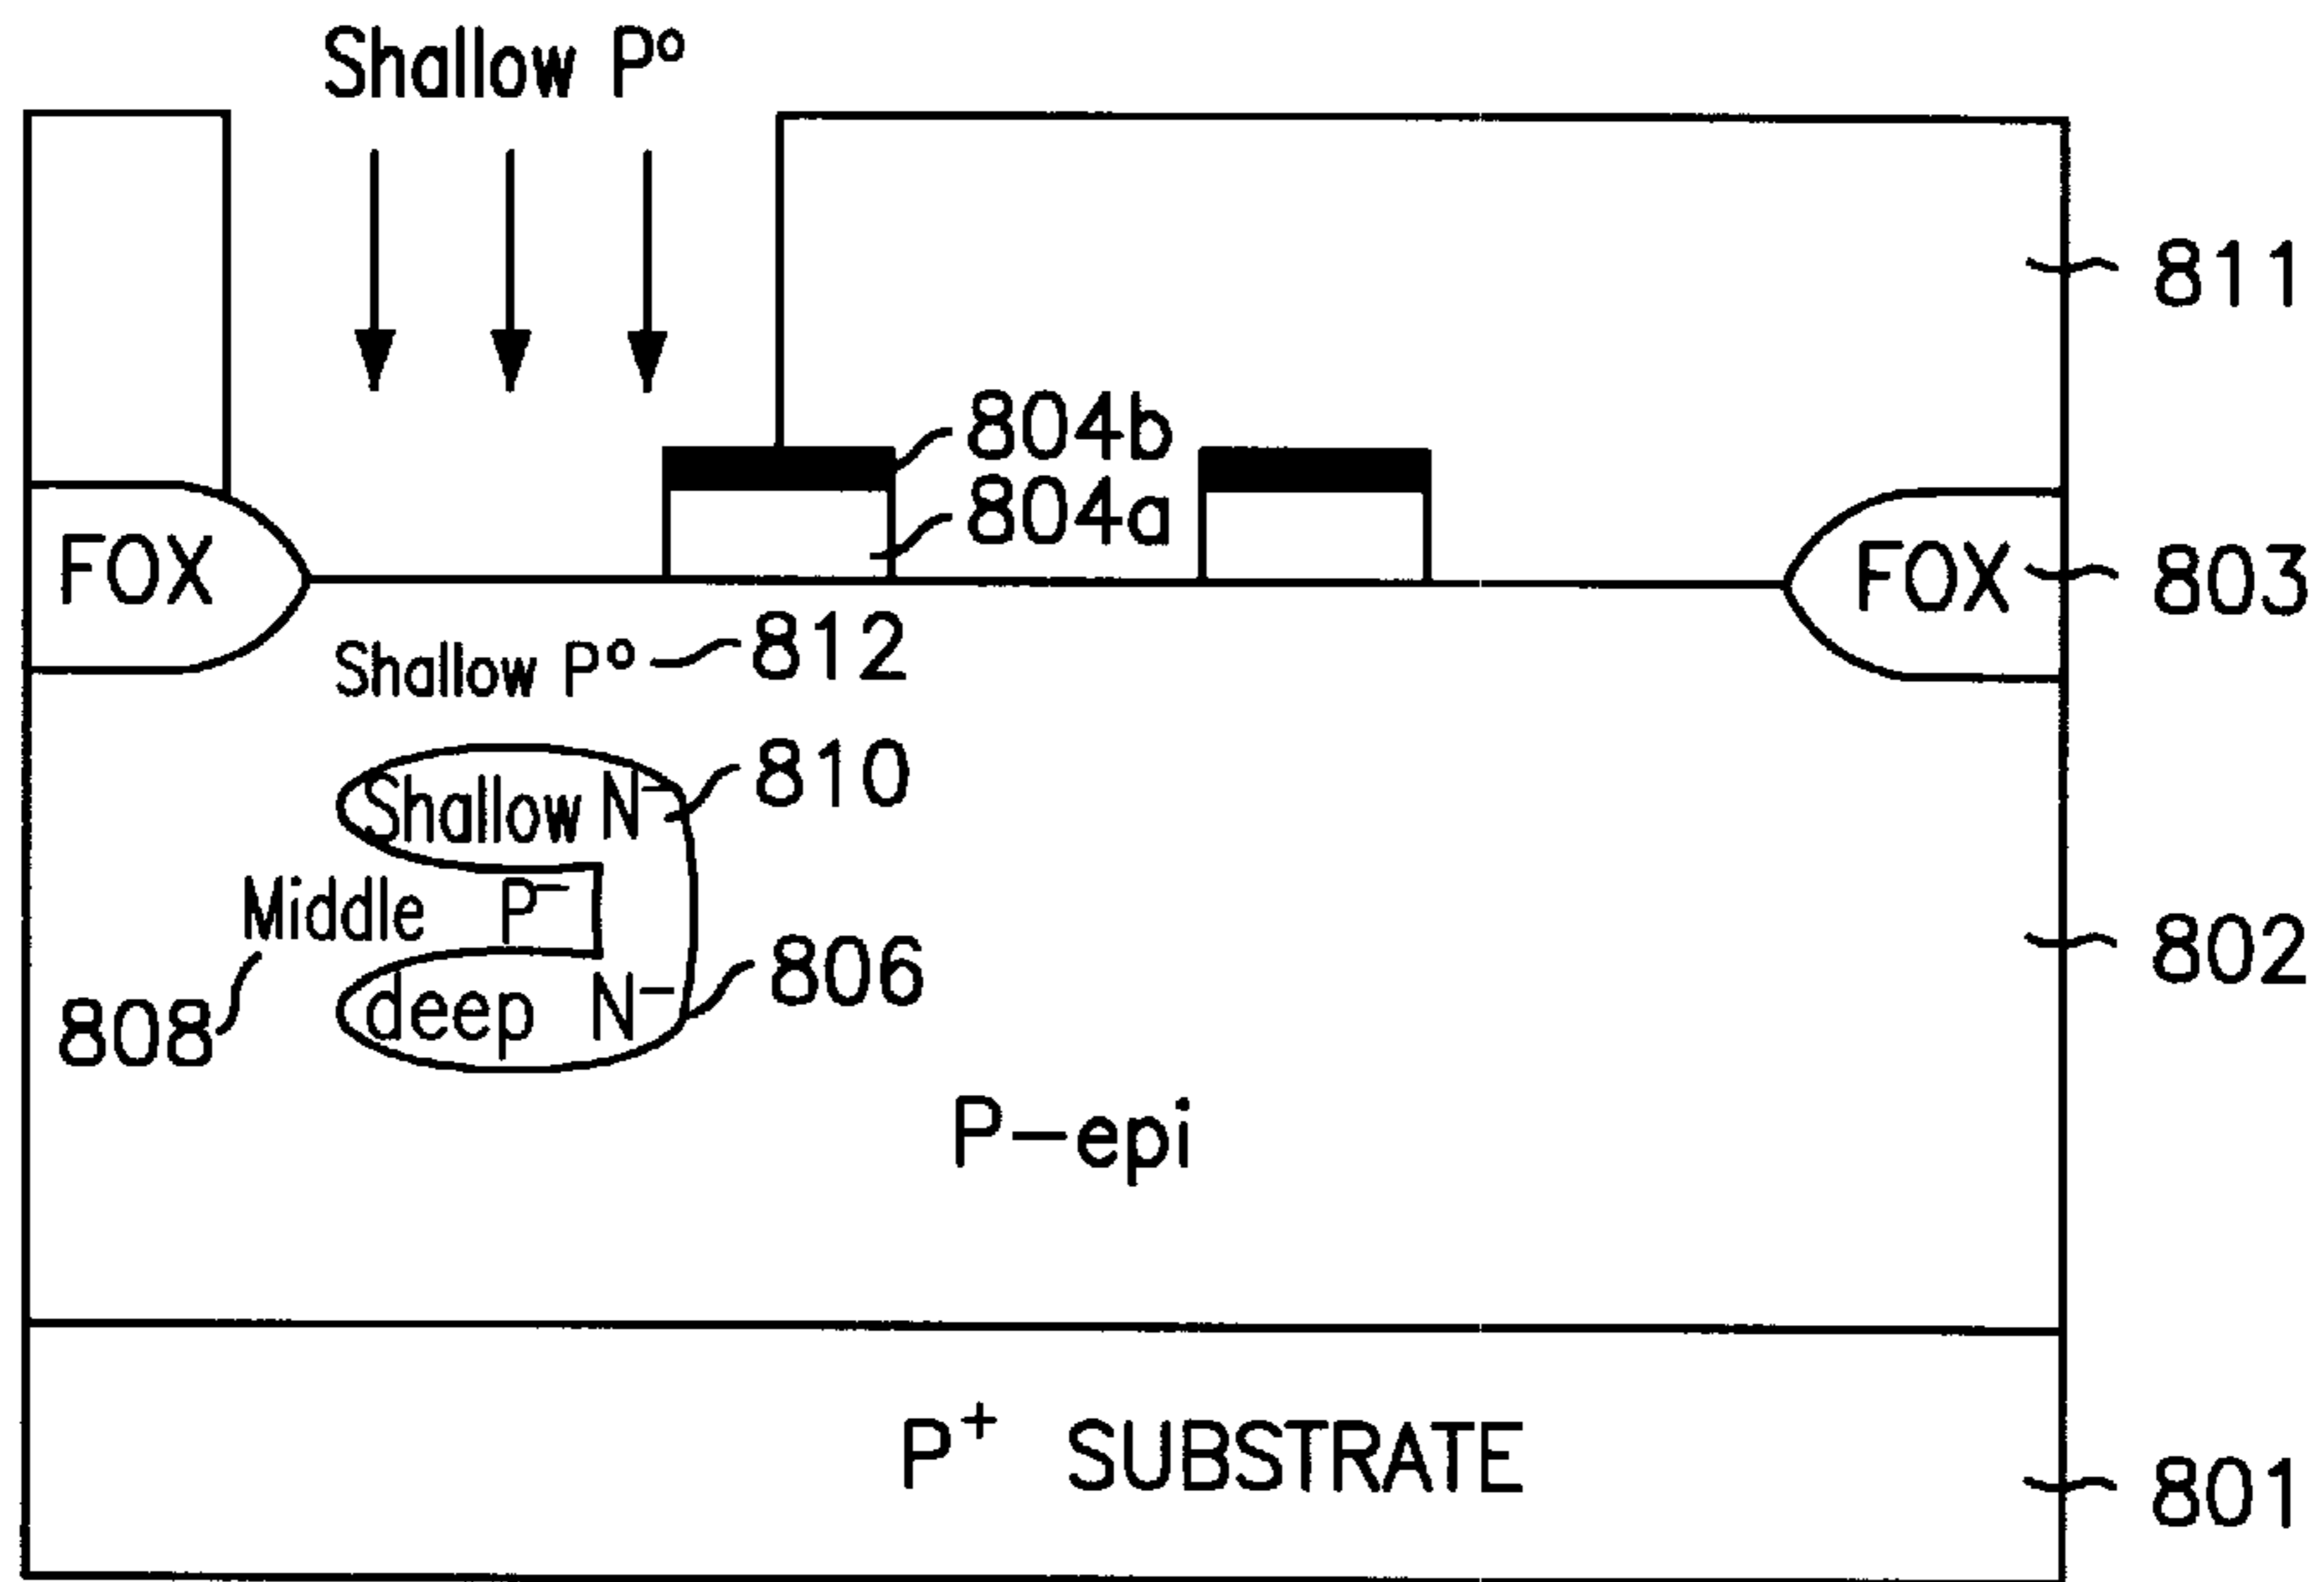 Shallow P°
811
804b
804a
FOX
FOX
803
Shallow P° 812
Shallow N⁻ 810
Middle P⁻
802
deep N⁻ 806
808
P-epi
P⁺ SUBSTRATE
801